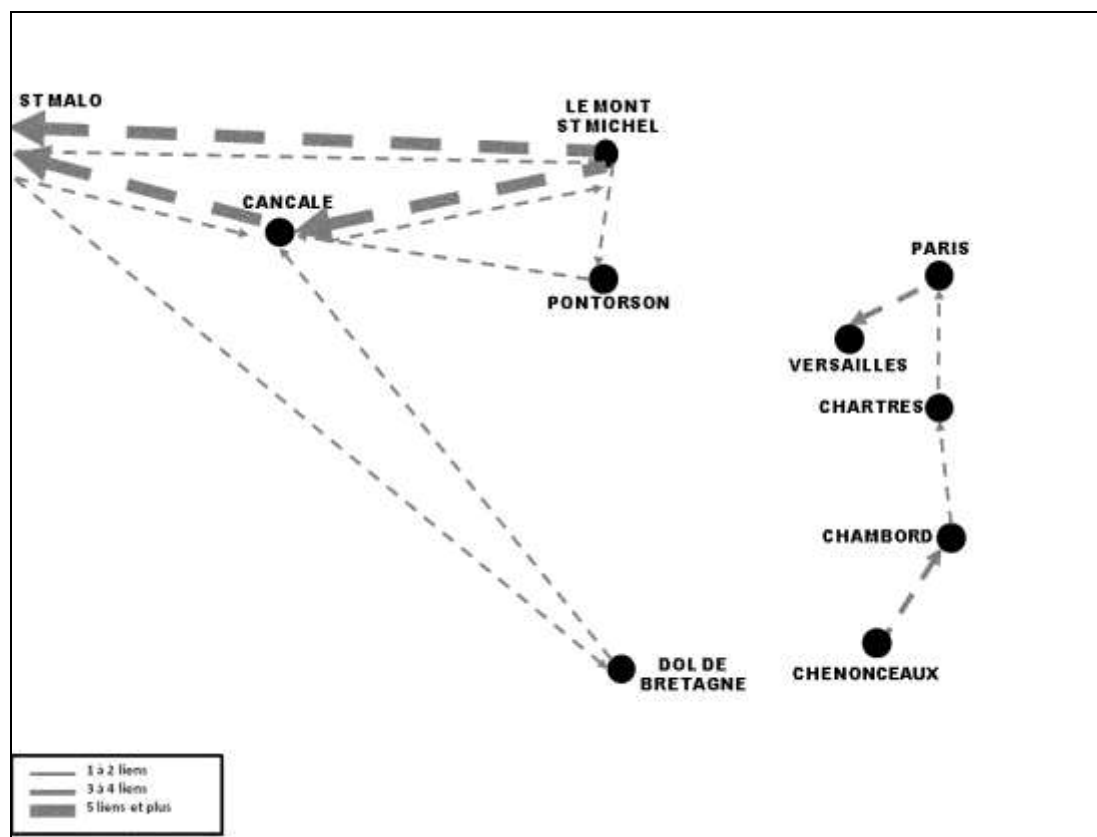 ST MALO
LE MONT
ST MICHEL
CANCALE
PONTORSON
PARIS
VERSAILLES
CHARTRES
CHAMBORD
CHENONCEAUX
DOL DE
BRETAGNE
1 à 2 liens
3 à 4 liens
5 liens et plus